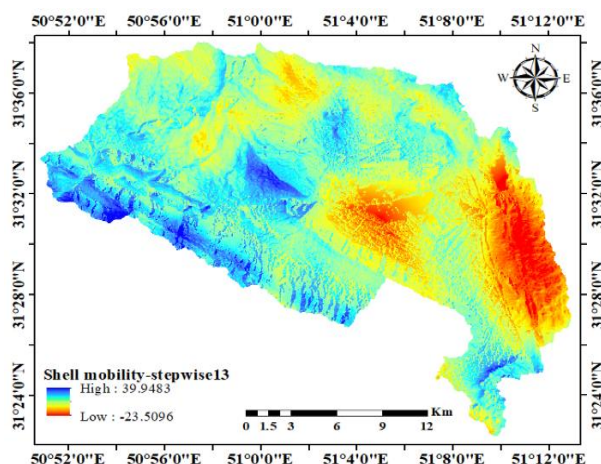 50°52'0"E 50°56'0"E 51°0'0"E 51°4'0"E 51°8'0"E 51°12'0"E
N
W E
S
31°36'0"N 31°36'0"N
31°32'0"N 31°32'0"N
31°28'0"N 31°28'0"N
31°24'0"N 31°24'0"N
Shell mobility-stepwise13
High : 39.9483
Low : -23.5096
Km
0 1.5 3 6 9 12
50°52'0"E 50°56'0"E 51°0'0"E 51°4'0"E 51°8'0"E 51°12'0"E